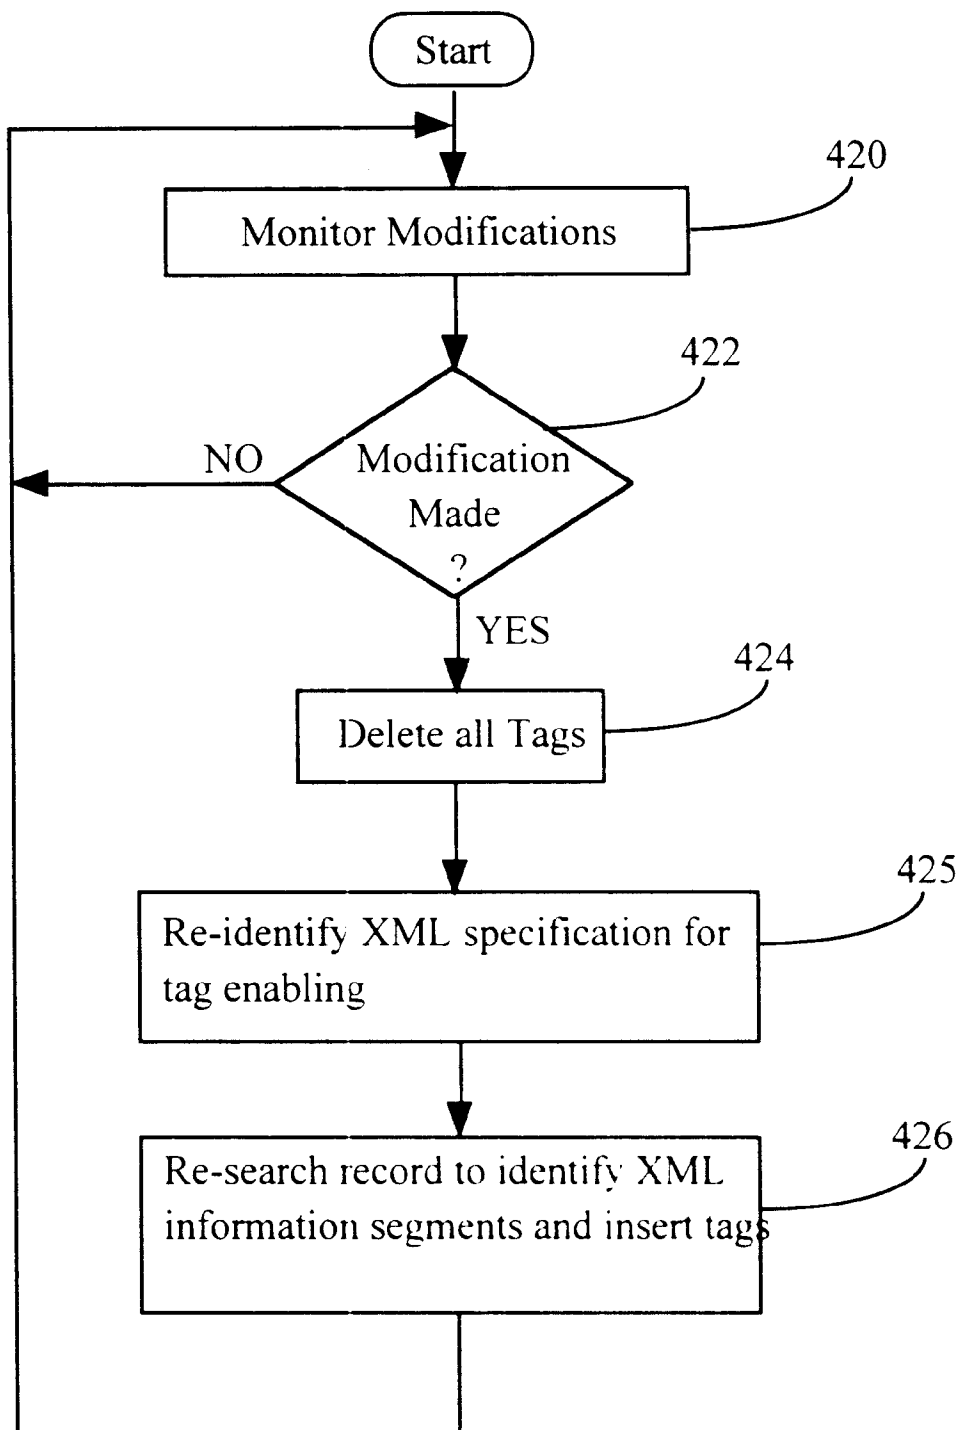 Start
420
Monitor Modifications
422
NO
Modification
Made
?
YES
424
Delete all Tags
425
Re-identify XML specification for
tag enabling
426
Re-search record to identify XML
information segments and insert tags